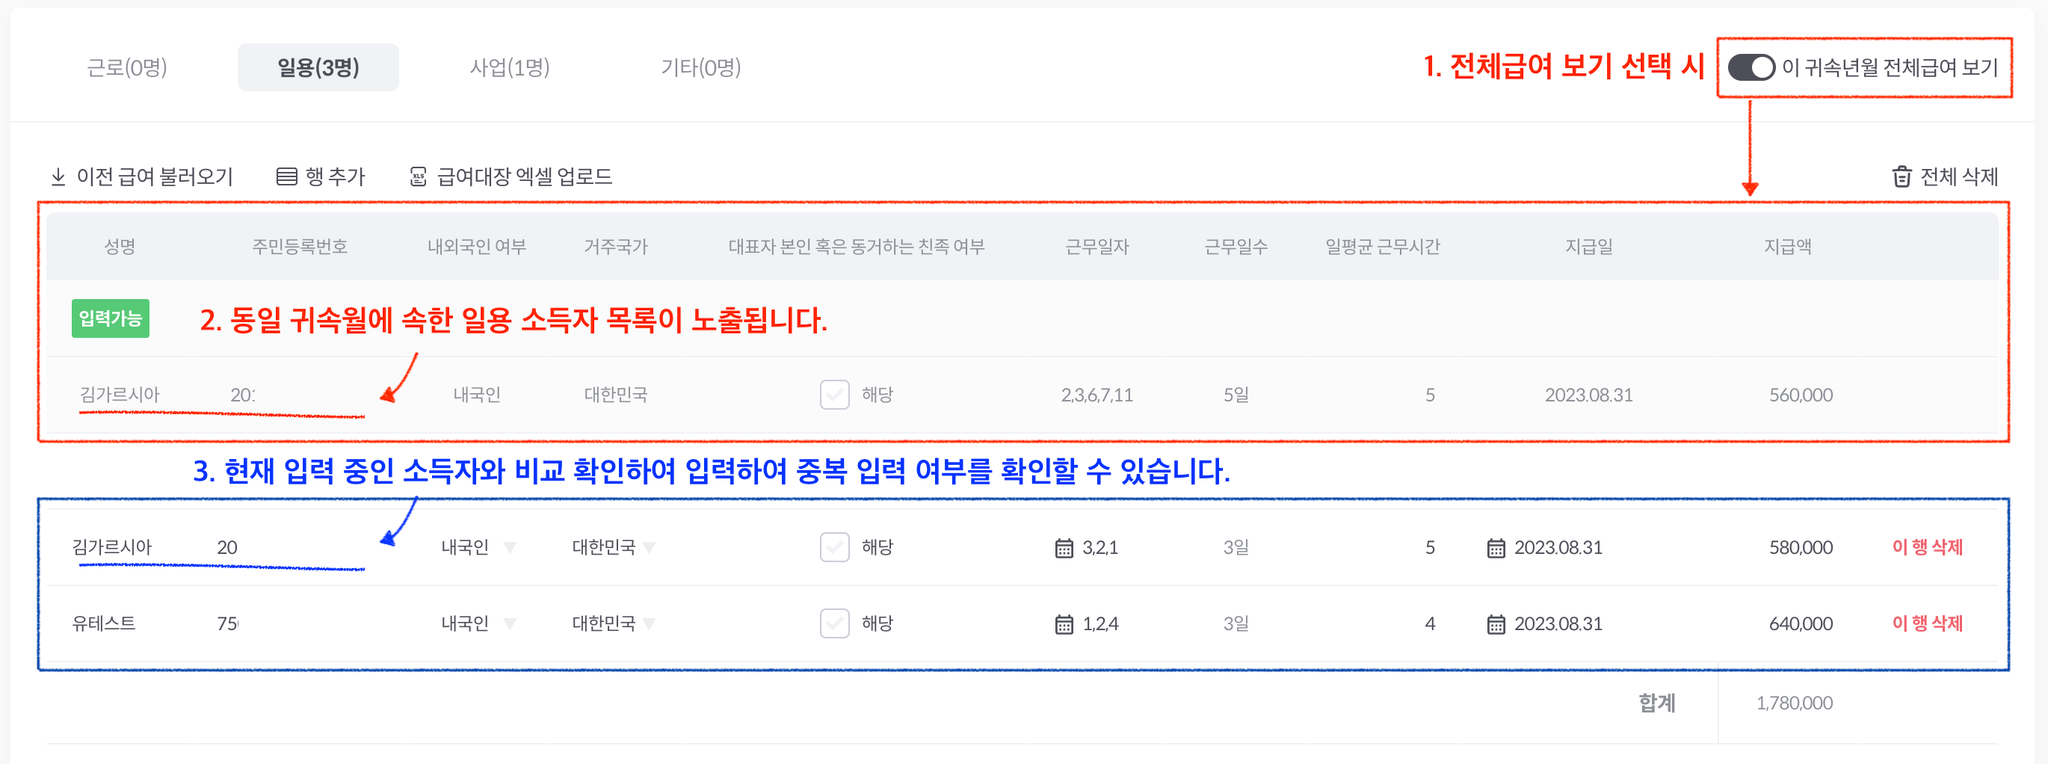 근로(0명) 일용(3명) 사업(1명) 기타(0명) 1. 전체급여 보기 선택 시 이 귀속년월 전체급여 보기
이전 급여 불러오기 행 추가 XLS 급여대장 엑셀 업로드 전체 삭제
성명 주민등록번호 내외국인 여부 거주국가 대표자 본인 혹은 동거하는 친족 여부 근무일자 근무일수 일평균 근무시간 지급일 지급액
입력가능 2. 동일 귀속월에 속한 일용 소득자 목록이 노출됩니다.
김가르시아 20 내국인 대한민국 해당 2,3,6,7,11 5일 5 2023.08.31 560,000
3. 현재 입력 중인 소득자와 비교 확인하여 입력하여 중복 입력 여부를 확인할 수 있습니다.
김가르시아 20 내국인 대한민국 해당 3,2,1 3일 5 2023.08.31 580,000 이 행 삭제
유테스트 75 내국인 대한민국 해당 1,2,4 3일 4 2023.08.31 640,000 이 행 삭제
합계 1,780,000